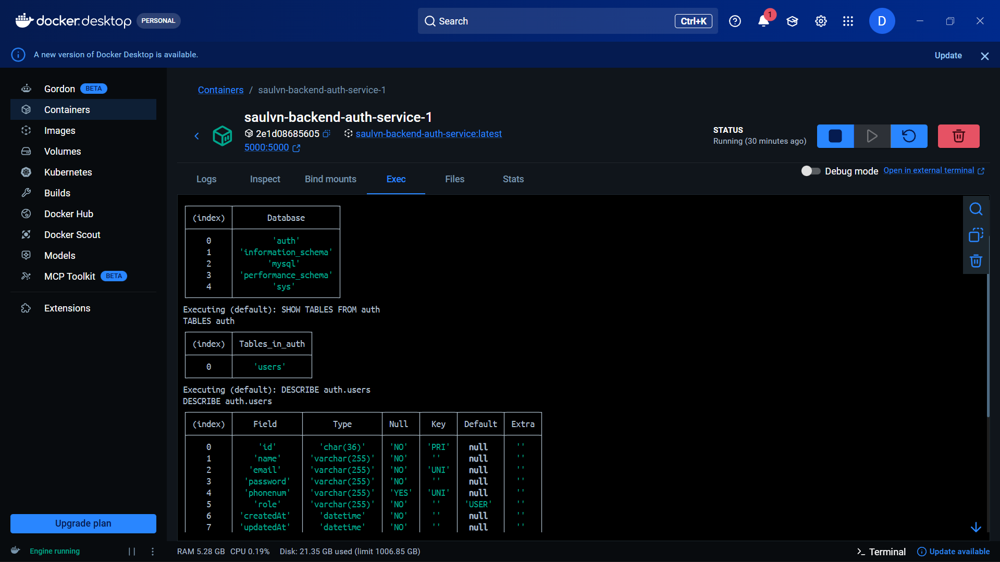 docker.desktop PERSONAL
Search Ctrl+K
1
D
A new version of Docker Desktop is available.
Update
Gordon BETA
Containers
Images
Volumes
Kubernetes
Builds
Docker Hub
Docker Scout
Models
MCP Toolkit BETA
Extensions
Upgrade plan
Containers / saulvn-backend-auth-service-1
saulvn-backend-auth-service-1
2e1d08685605 saulvn-backend-auth-service:latest
5000:5000
STATUS
Running (30 minutes ago)
Logs Inspect Bind mounts Exec Files Stats
Debug mode Open in external terminal
(index) Database
0 'auth'
1 'information_schema'
2 'mysql'
3 'performance_schema'
4 'sys'
Executing (default): SHOW TABLES FROM auth
TABLES auth
(index) Tables_in_auth
0 'users'
Executing (default): DESCRIBE auth.users
DESCRIBE auth.users
(index) Field Type Null Key Default Extra
0 'id' 'char(36)' 'NO' 'PRI' null ''
1 'name' 'varchar(255)' 'NO' '' null ''
2 'email' 'varchar(255)' 'NO' 'UNI' null ''
3 'password' 'varchar(255)' 'NO' '' null ''
4 'phonenum' 'varchar(255)' 'YES' 'UNI' null ''
5 'role' 'varchar(255)' 'NO' '' 'USER' ''
6 'createdAt' 'datetime' 'NO' '' null ''
7 'updatedAt' 'datetime' 'NO' '' null ''
Engine running
RAM 5.28 GB CPU 0.19% Disk: 21.35 GB used (limit 1006.85 GB)
Terminal
Update available